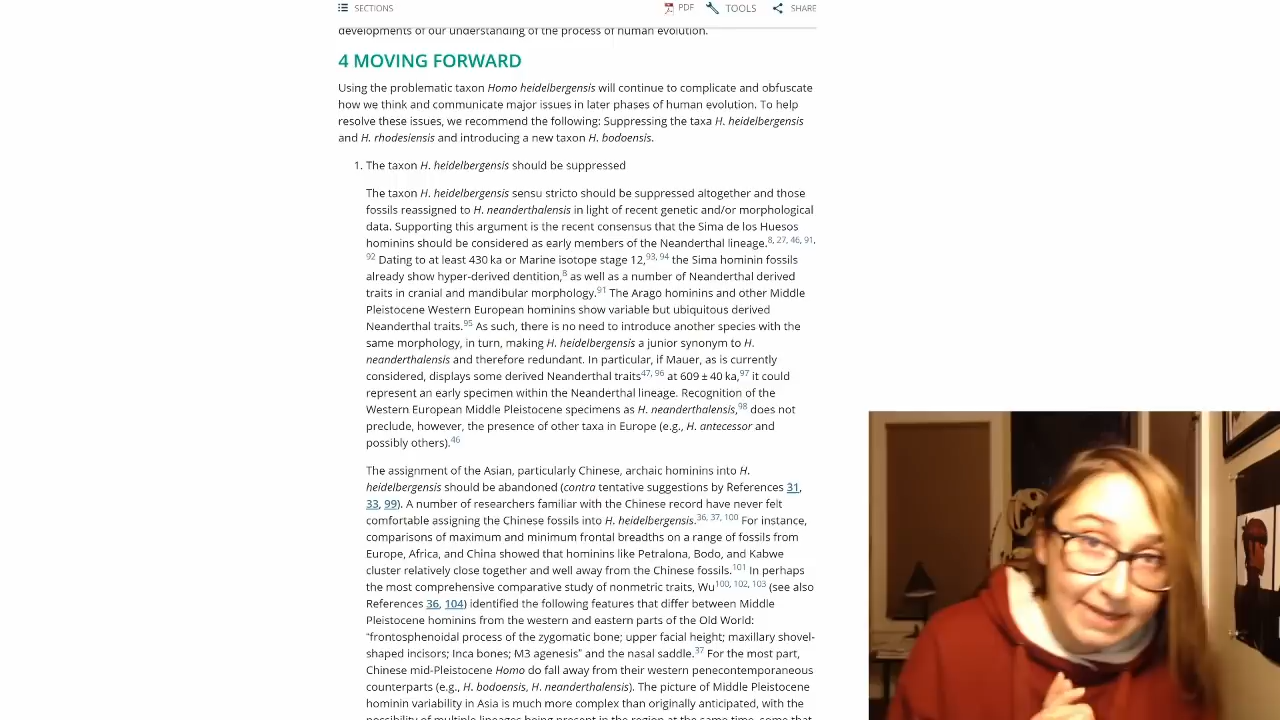 SECTIONS
PDF
TOOLS
SHARE
developments of our understanding of the process of human evolution.
4 MOVING FORWARD
Using the problematic taxon Homo heidelbergensis will continue to complicate and obfuscate
how we think and communicate major issues in later phases of human evolution. To help
resolve these issues, we recommend the following: Suppressing the taxa H. heidelbergensis
and H. rhodesiensis and introducing a new taxon H. bodoensis.
1. The taxon H. heidelbergensis should be suppressed
The taxon H. heidelbergensis sensu stricto should be suppressed altogether and those
fossils reassigned to H. neanderthalensis in light of recent genetic and/or morphological
data. Supporting this argument is the recent consensus that the Sima de los Huesos
hominins should be considered as early members of the Neanderthal lineage.8, 27, 46, 91,
92 Dating to at least 430 ka or Marine isotope stage 12,93, 94 the Sima hominin fossils
already show hyper-derived dentition,8 as well as a number of Neanderthal derived
traits in cranial and mandibular morphology.91 The Arago hominins and other Middle
Pleistocene Western European hominins show variable but ubiquitous derived
Neanderthal traits.95 As such, there is no need to introduce another species with the
same morphology, in turn, making H. heidelbergensis a junior synonym to H.
neanderthalensis and therefore redundant. In particular, if Mauer, as is currently
considered, displays some derived Neanderthal traits47, 96 at 609 ± 40 ka,97 it could
represent an early specimen within the Neanderthal lineage. Recognition of the
Western European Middle Pleistocene specimens as H. neanderthalensis,98 does not
preclude, however, the presence of other taxa in Europe (e.g., H. antecessor and
possibly others).46
The assignment of the Asian, particularly Chinese, archaic hominins into H.
heidelbergensis should be abandoned (contra tentative suggestions by References 31,
33, 99). A number of researchers familiar with the Chinese record have never felt
comfortable assigning the Chinese fossils into H. heidelbergensis.36, 37, 100 For instance,
comparisons of maximum and minimum frontal breadths on a range of fossils from
Europe, Africa, and China showed that hominins like Petralona, Bodo, and Kabwe
cluster relatively close together and well away from the Chinese fossils.101 In perhaps
the most comprehensive comparative study of nonmetric traits, Wu100, 102, 103 (see also
References 36, 104) identified the following features that differ between Middle
Pleistocene hominins from the western and eastern parts of the Old World:
"frontosphenoidal process of the zygomatic bone; upper facial height; maxillary shovel-
shaped incisors; Inca bones; M3 agenesis" and the nasal saddle.37 For the most part,
Chinese mid-Pleistocene Homo do fall away from their western penecontemporaneous
counterparts (e.g., H. bodoensis, H. neanderthalensis). The picture of Middle Pleistocene
hominin variability in Asia is much more complex than originally anticipated, with the
possibility of multiple lineages being present in the region at the same time, some that